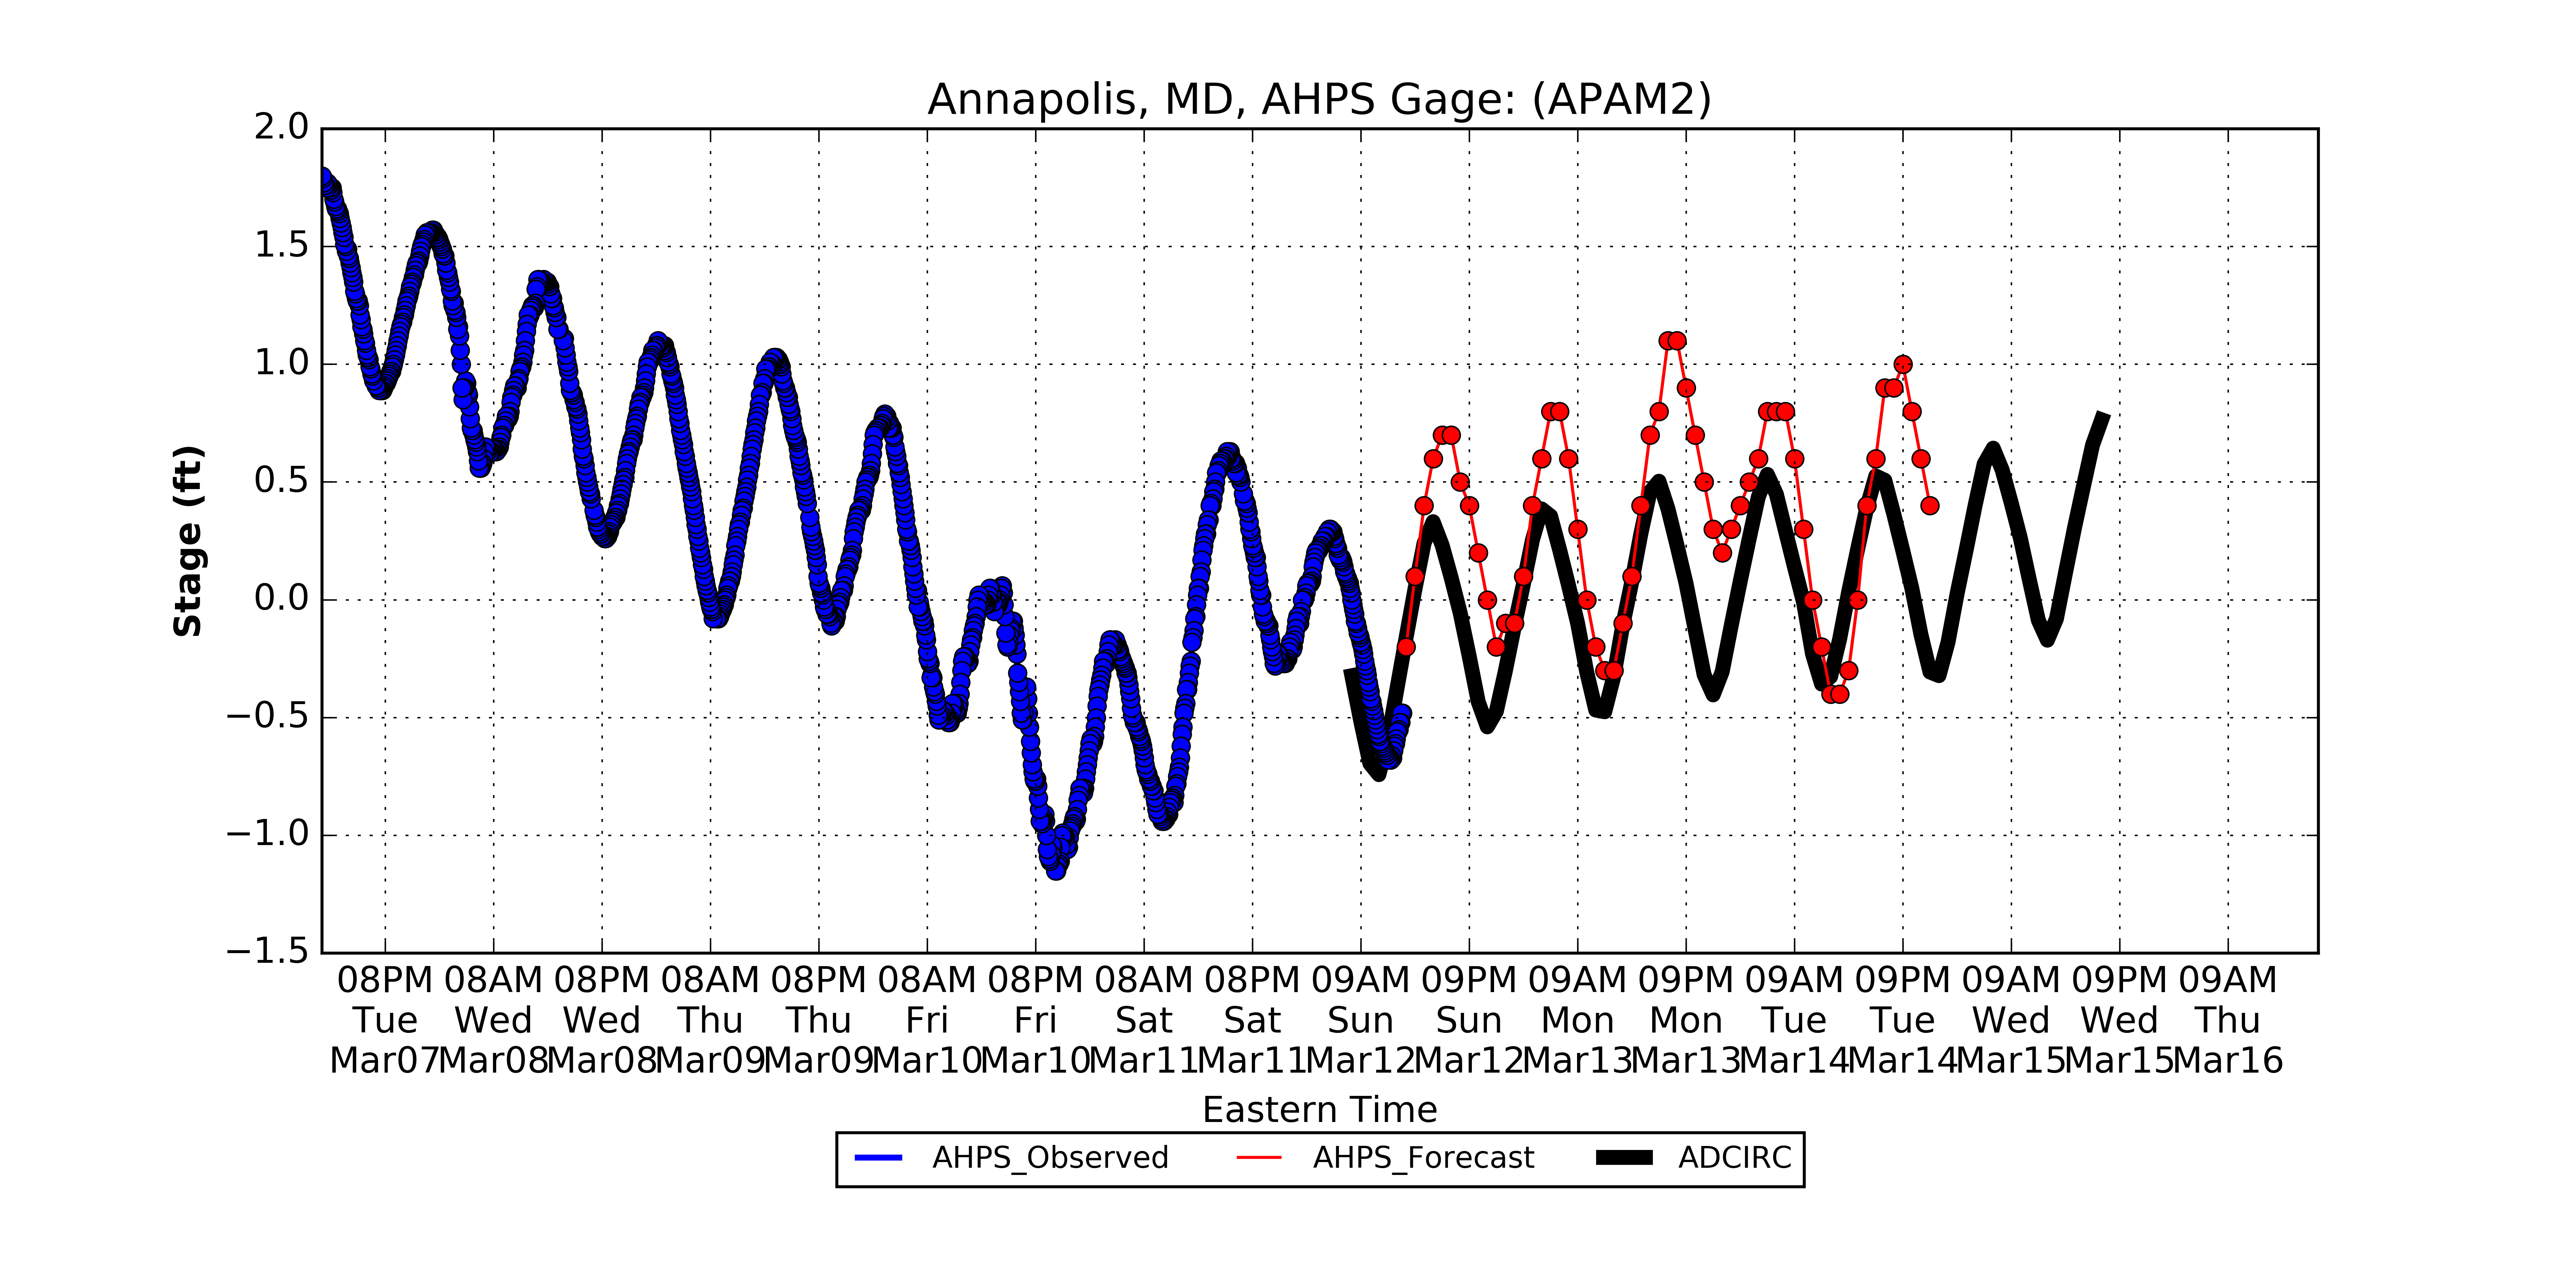 Annapolis, MD, AHPS Gage: (APAM2)
2.0
1.5
1.0
0.5
0.0
−0.5
−1.0
−1.5
Stage (ft)
08PM 08AM 08PM 08AM 08PM 08AM 08PM 08AM 08PM 09AM 09PM 09AM 09PM 09AM 09PM 09AM 09PM 09AM
Tue Wed Wed Thu Thu Fri Fri Sat Sat Sun Sun Mon Mon Tue Tue Wed Wed Thu
Mar07 Mar08 Mar08 Mar09 Mar09 Mar10 Mar10 Mar11 Mar11 Mar12 Mar12 Mar13 Mar13 Mar14 Mar14 Mar15 Mar15 Mar16
Eastern Time
AHPS_Observed AHPS_Forecast ADCIRC